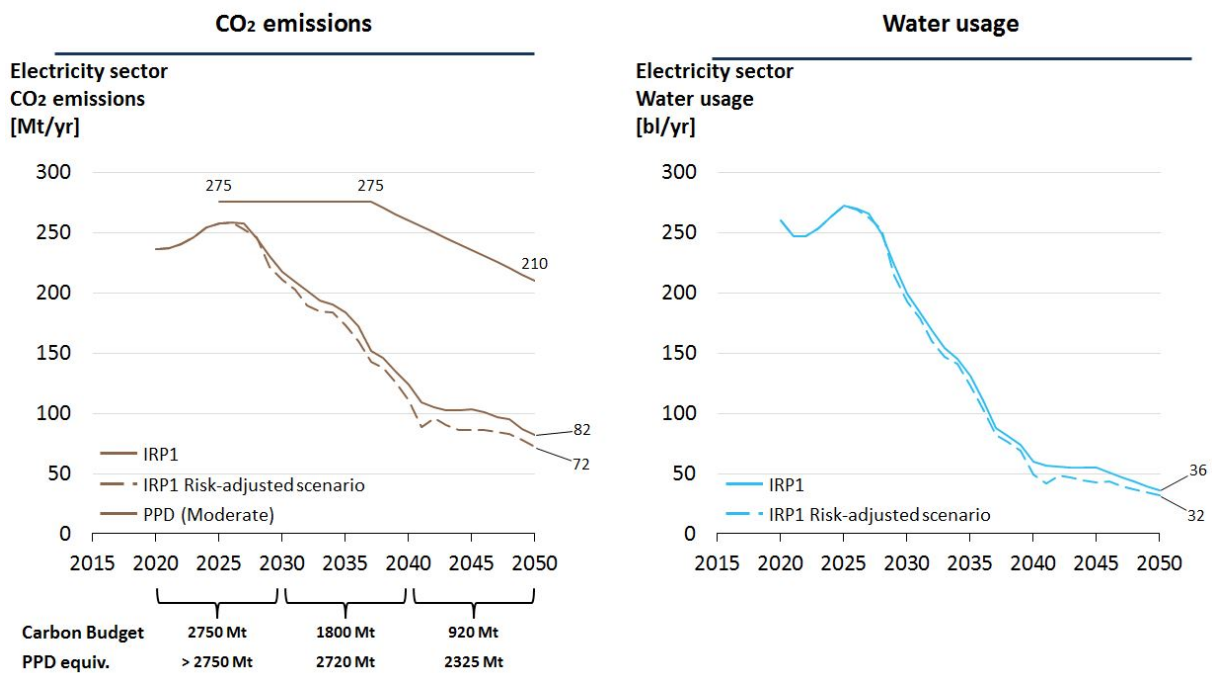 CO₂ emissions
Electricity sector
CO₂ emissions
[Mt/yr]
300
250
200
150
100
50
0
275
275
210
82
72
IRP1
IRP1 Risk-adjusted scenario
PPD (Moderate)
2015 2020 2025 2030 2035 2040 2045 2050
Carbon Budget 2750 Mt 1800 Mt 920 Mt
PPD equiv. > 2750 Mt 2720 Mt 2325 Mt
Water usage
Electricity sector
Water usage
[bl/yr]
300
250
200
150
100
50
0
36
32
IRP1
IRP1 Risk-adjusted scenario
2015 2020 2025 2030 2035 2040 2045 2050